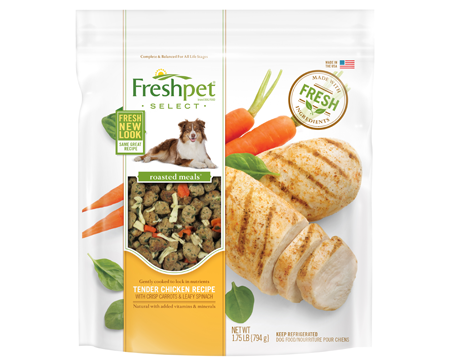 Complete & Balanced For All Life Stages
MADE IN
THE USA
Freshpet
SELECT
MADE WITH
FRESH
INGREDIENTS
FRESH
NEW
LOOK
SAME GREAT
RECIPE
roasted meals
Gently cooked to lock in nutrients
TENDER CHICKEN RECIPE
WITH CRISP CARROTS & LEAFY SPINACH
Natural with added vitamins & minerals
NET WT
1.75 LB (794 g)
KEEP REFRIGERATED
DOG FOOD/NOURRITURE POUR CHIENS